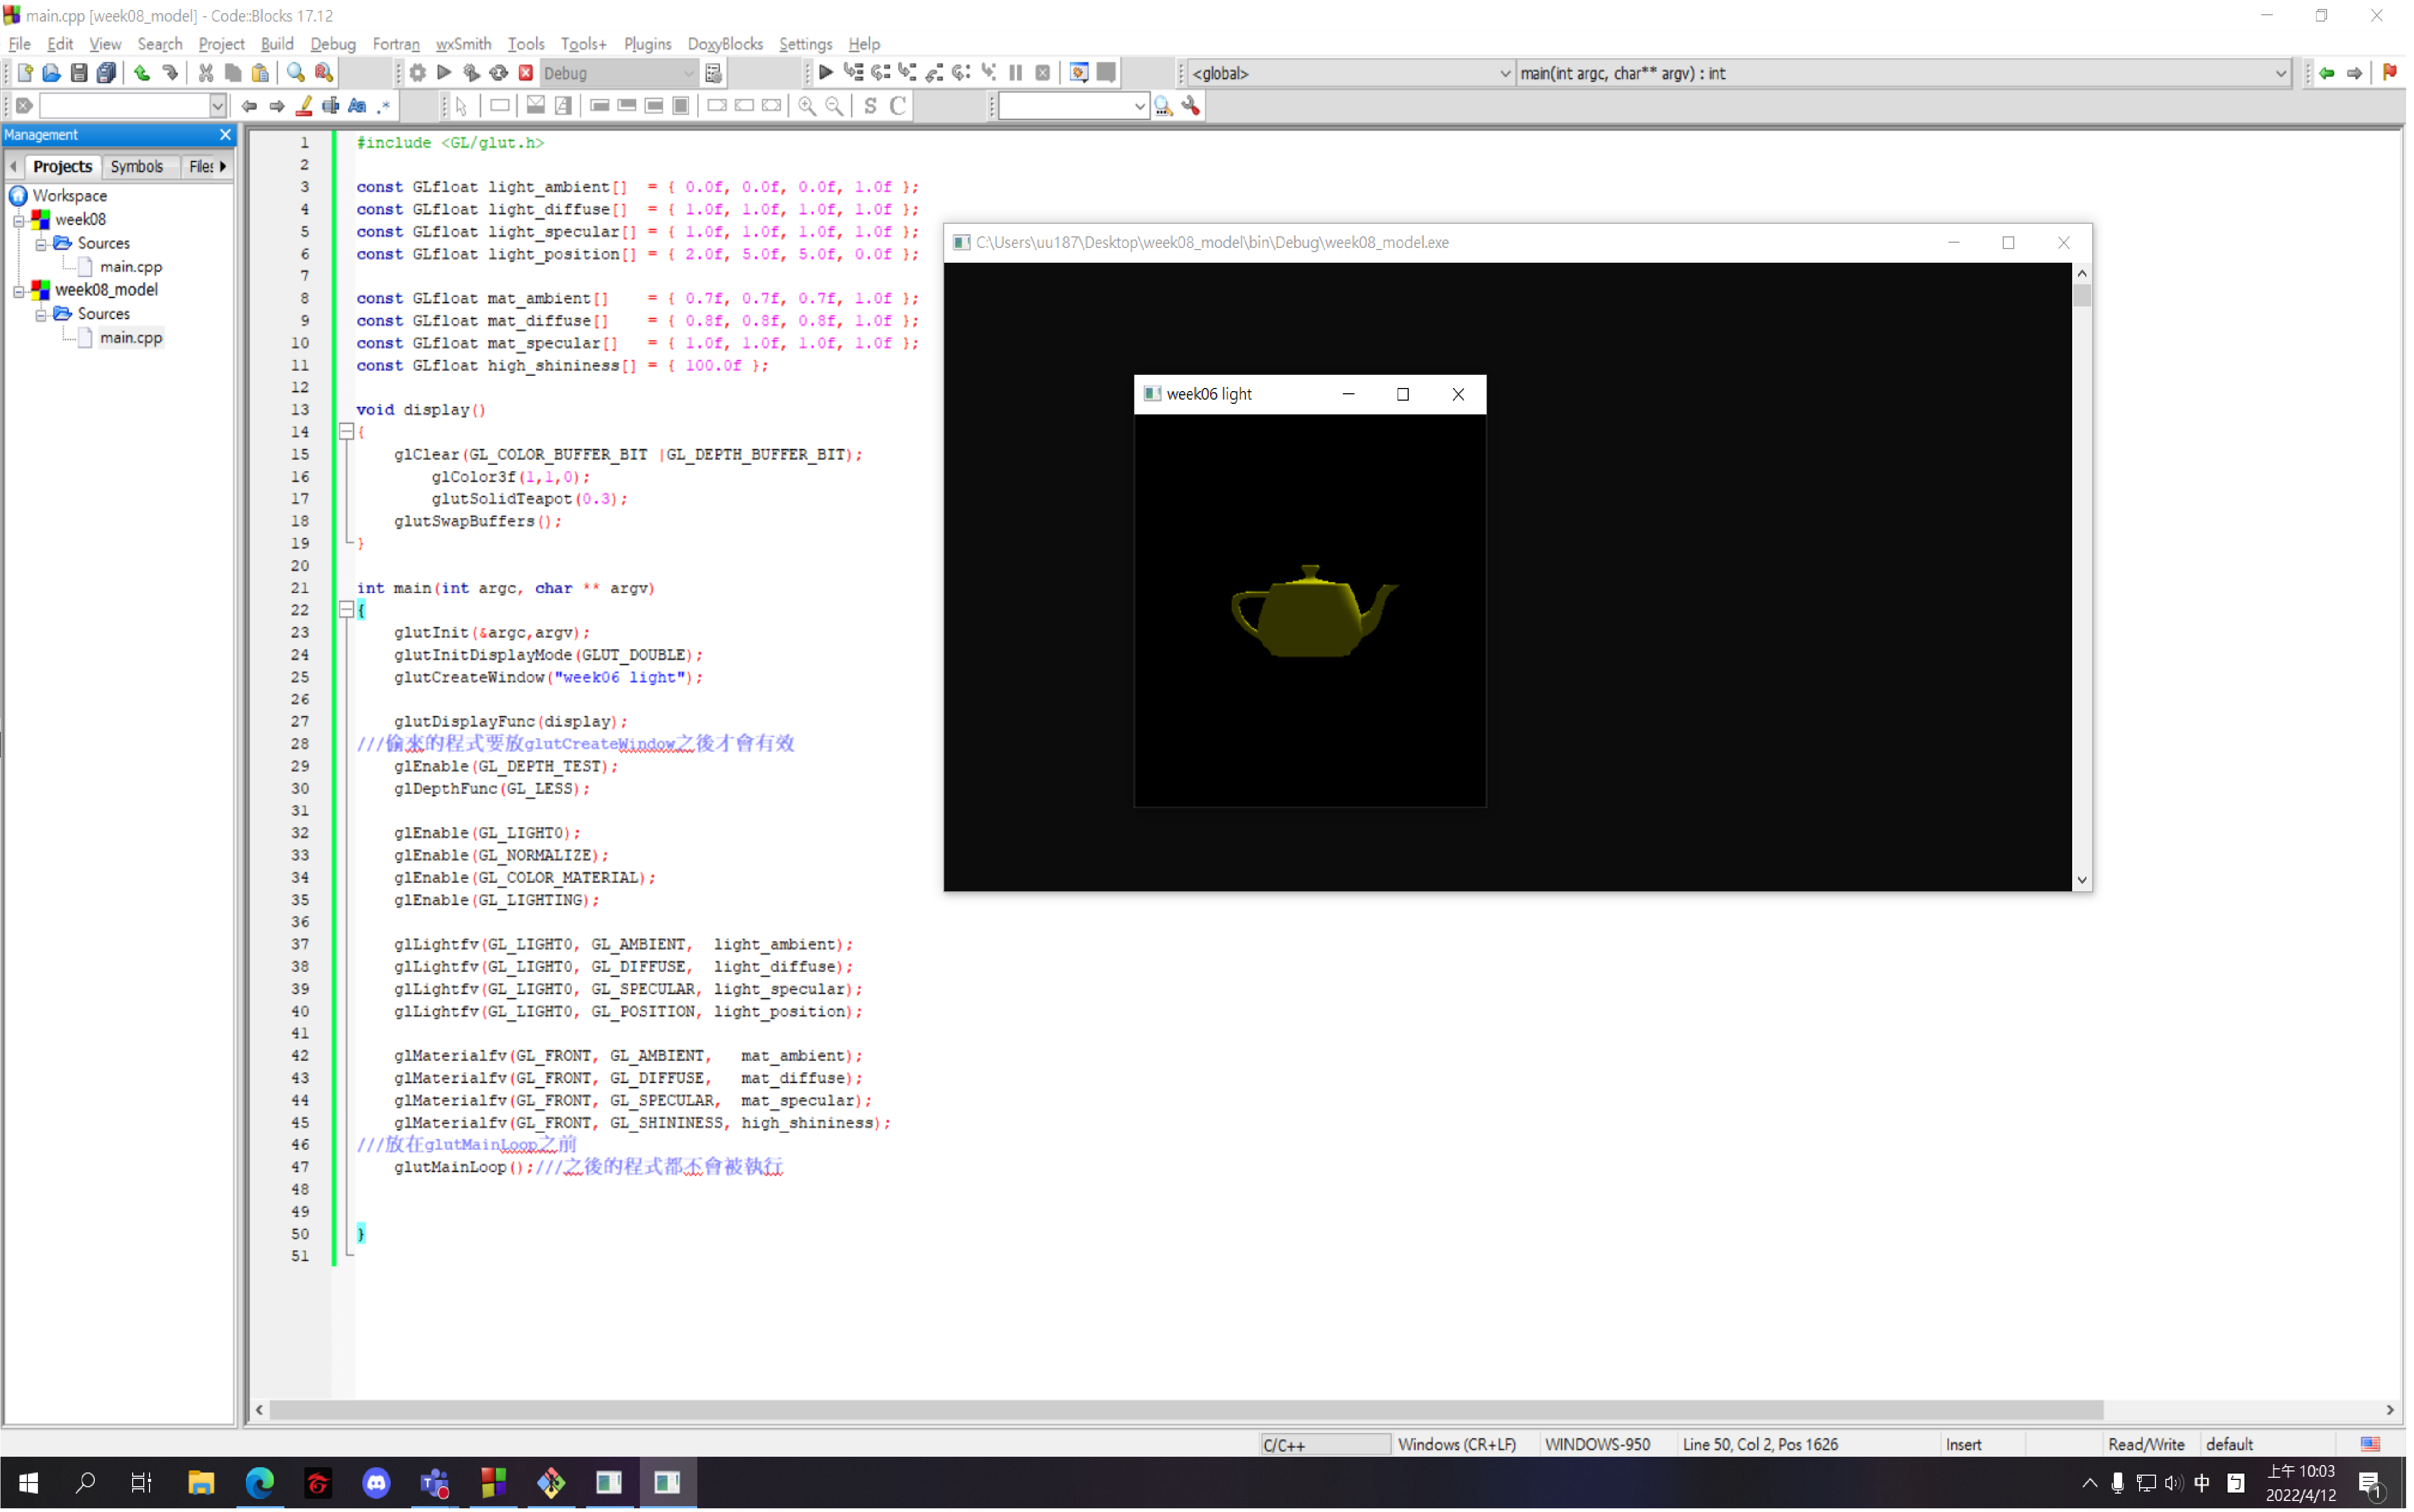 main.cpp [week08_model] - Code::Blocks 17.12
File Edit View Search Project Build Debug Fortran wxSmith Tools Tools+ Plugins DoxyBlocks Settings Help
Debug
<global>
main(int argc, char** argv) : int
S C
Management
Projects Symbols Files
Workspace
week08
Sources
main.cpp
week08_model
Sources
main.cpp
1 #include <GL/glut.h>
2
3 const GLfloat light_ambient[]  = { 0.0f, 0.0f, 0.0f, 1.0f };
4 const GLfloat light_diffuse[]  = { 1.0f, 1.0f, 1.0f, 1.0f };
5 const GLfloat light_specular[] = { 1.0f, 1.0f, 1.0f, 1.0f };
6 const GLfloat light_position[] = { 2.0f, 5.0f, 5.0f, 0.0f };
7
8 const GLfloat mat_ambient[]    = { 0.7f, 0.7f, 0.7f, 1.0f };
9 const GLfloat mat_diffuse[]    = { 0.8f, 0.8f, 0.8f, 1.0f };
10 const GLfloat mat_specular[]   = { 1.0f, 1.0f, 1.0f, 1.0f };
11 const GLfloat high_shininess[] = { 100.0f };
12
13 void display()
14 {
15     glClear(GL_COLOR_BUFFER_BIT |GL_DEPTH_BUFFER_BIT);
16         glColor3f(1,1,0);
17         glutSolidTeapot(0.3);
18     glutSwapBuffers();
19 }
20
21 int main(int argc, char ** argv)
22 {
23     glutInit(&argc,argv);
24     glutInitDisplayMode(GLUT_DOUBLE);
25     glutCreateWindow("week06 light");
26
27     glutDisplayFunc(display);
28 ///偷來的程式要放glutCreateWindow之後才會有效
29     glEnable(GL_DEPTH_TEST);
30     glDepthFunc(GL_LESS);
31
32     glEnable(GL_LIGHT0);
33     glEnable(GL_NORMALIZE);
34     glEnable(GL_COLOR_MATERIAL);
35     glEnable(GL_LIGHTING);
36
37     glLightfv(GL_LIGHT0, GL_AMBIENT,  light_ambient);
38     glLightfv(GL_LIGHT0, GL_DIFFUSE,  light_diffuse);
39     glLightfv(GL_LIGHT0, GL_SPECULAR, light_specular);
40     glLightfv(GL_LIGHT0, GL_POSITION, light_position);
41
42     glMaterialfv(GL_FRONT, GL_AMBIENT,   mat_ambient);
43     glMaterialfv(GL_FRONT, GL_DIFFUSE,   mat_diffuse);
44     glMaterialfv(GL_FRONT, GL_SPECULAR,  mat_specular);
45     glMaterialfv(GL_FRONT, GL_SHININESS, high_shininess);
46 ///放在glutMainLoop之前
47     glutMainLoop();///之後的程式都不會被執行
48
49
50 }
51
C:\Users\uu187\Desktop\week08_model\bin\Debug\week08_model.exe
week06 light
C/C++ Windows (CR+LF) WINDOWS-950 Line 50, Col 2, Pos 1626 Insert Read/Write default
中
上午 10:03
2022/4/12
1